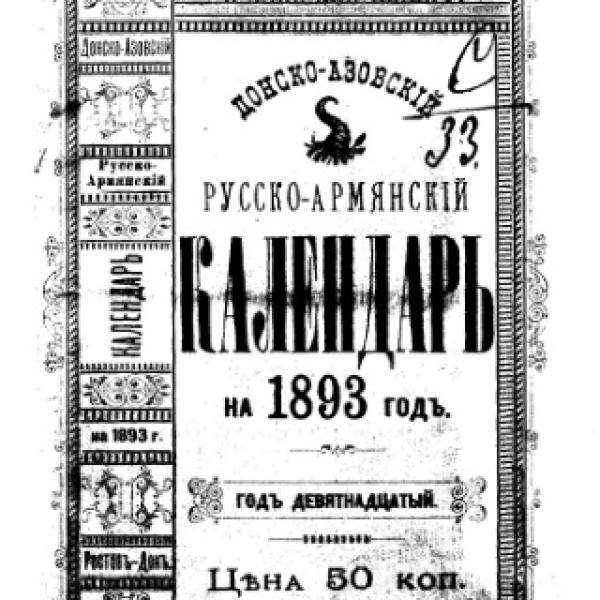 Донско-Азовскій
Русско-
Армянскій
КАЛЕНДАРЬ
на 1893 г.
Ростовъ-Донъ.
ДОНСКО-АЗОВСКІЙ
33.
РУССКО-АРМЯНСКІЙ
КАЛЕНДАРЬ
НА 1893 ГОДЪ.
ГОДЪ ДЕВЯТНАДЦАТЫЙ.
Цѣна 50 коп.